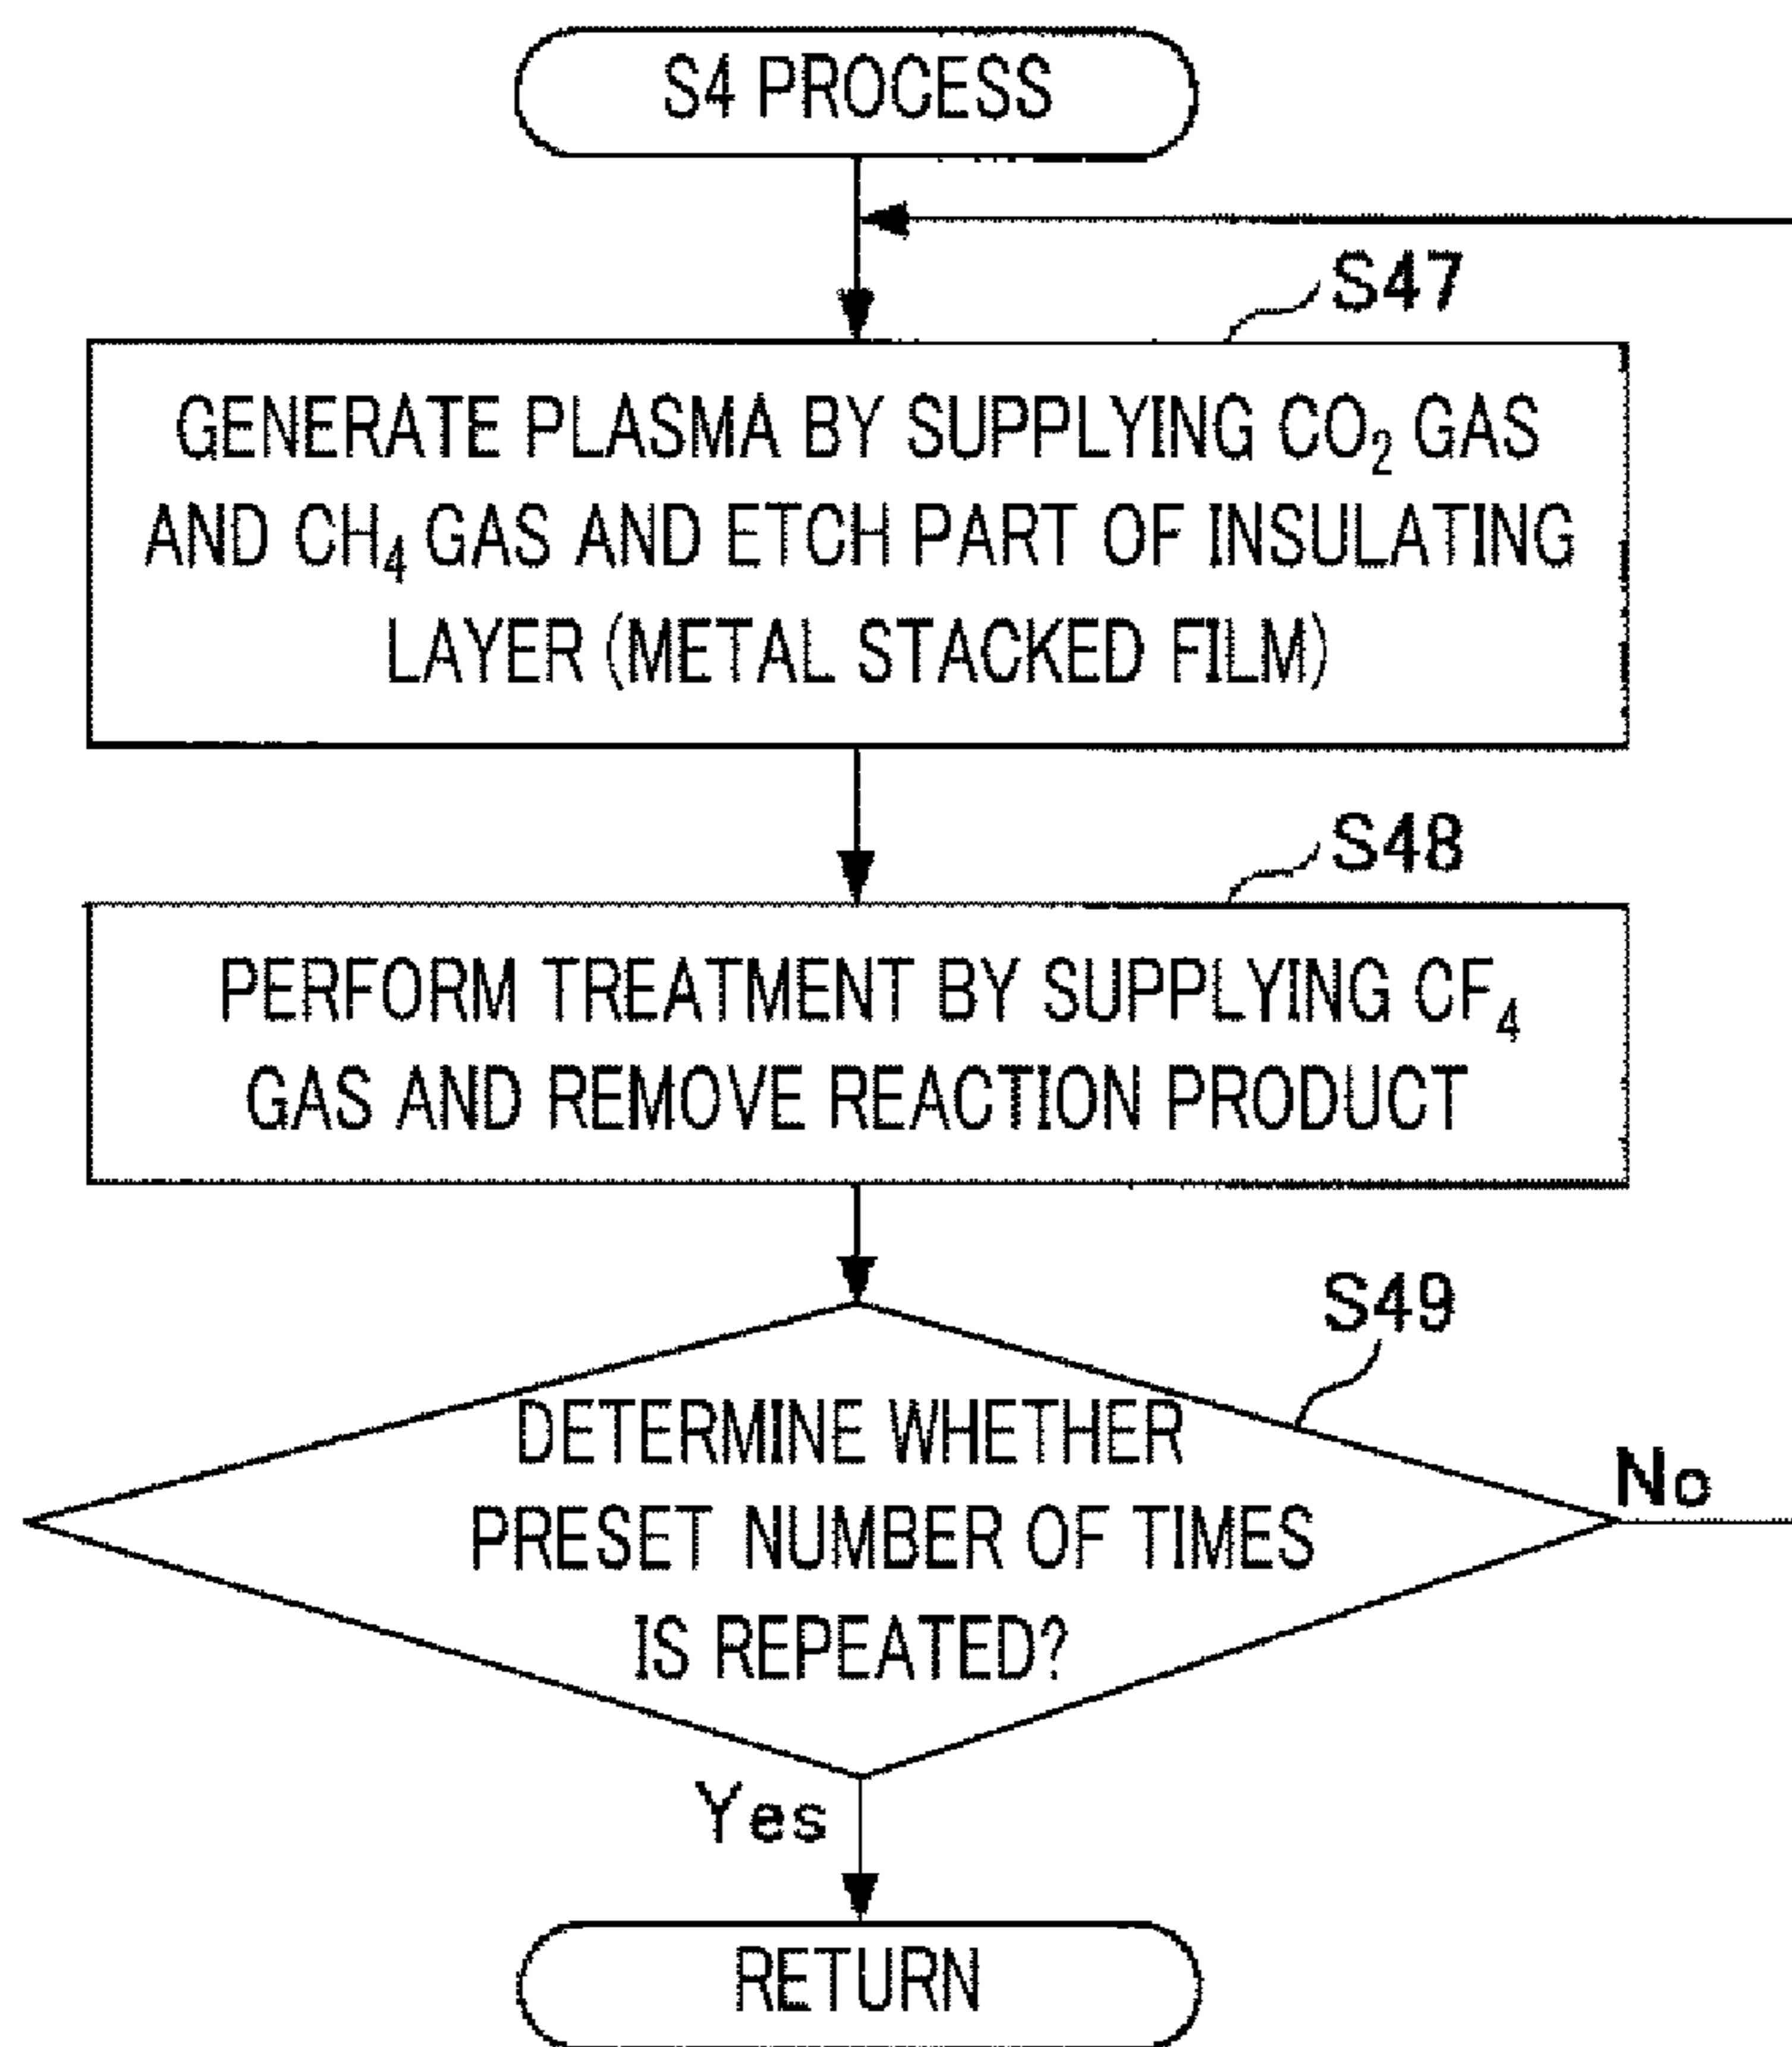 S4 PROCESS
S47
GENERATE PLASMA BY SUPPLYING CO₂ GAS
AND CH₄ GAS AND ETCH PART OF INSULATING
LAYER (METAL STACKED FILM)
S48
PERFORM TREATMENT BY SUPPLYING CF₄
GAS AND REMOVE REACTION PRODUCT
S49
DETERMINE WHETHER
PRESET NUMBER OF TIMES
IS REPEATED?
No
Yes
RETURN